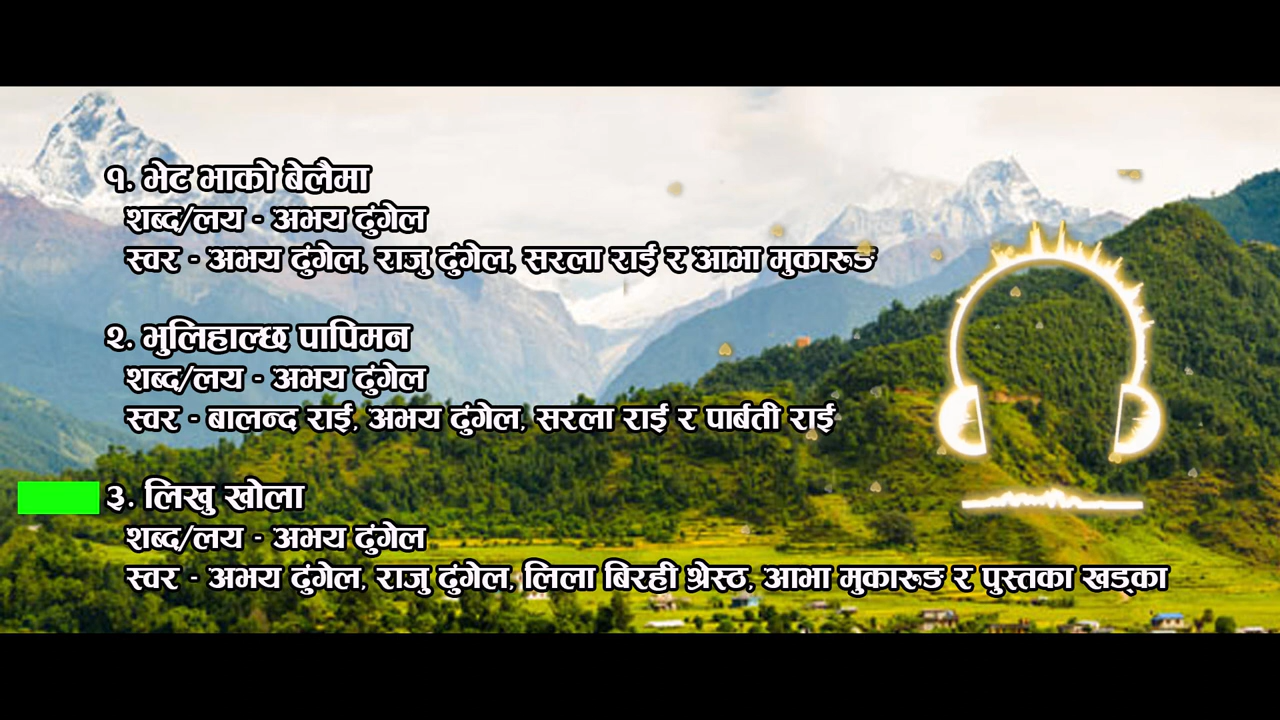 १. भेट भाको बेलैमा
शब्द/लय - अभय ढुंगेल
स्वर - अभय ढुंगेल, राजु ढुंगेल, सरला राई र आभा मुकारुङ
२. भुलिहाल्छ पापिमन
शब्द/लय - अभय ढुंगेल
स्वर - बालन्द राई, अभय ढुंगेल, सरला राई र पार्बती राई
३. लिखु खोला
शब्द/लय - अभय ढुंगेल
स्वर - अभय ढुंगेल, राजु ढुंगेल, लिला बिरही श्रेस्ठ, आभा मुकारुङ र पुस्तका खड्का